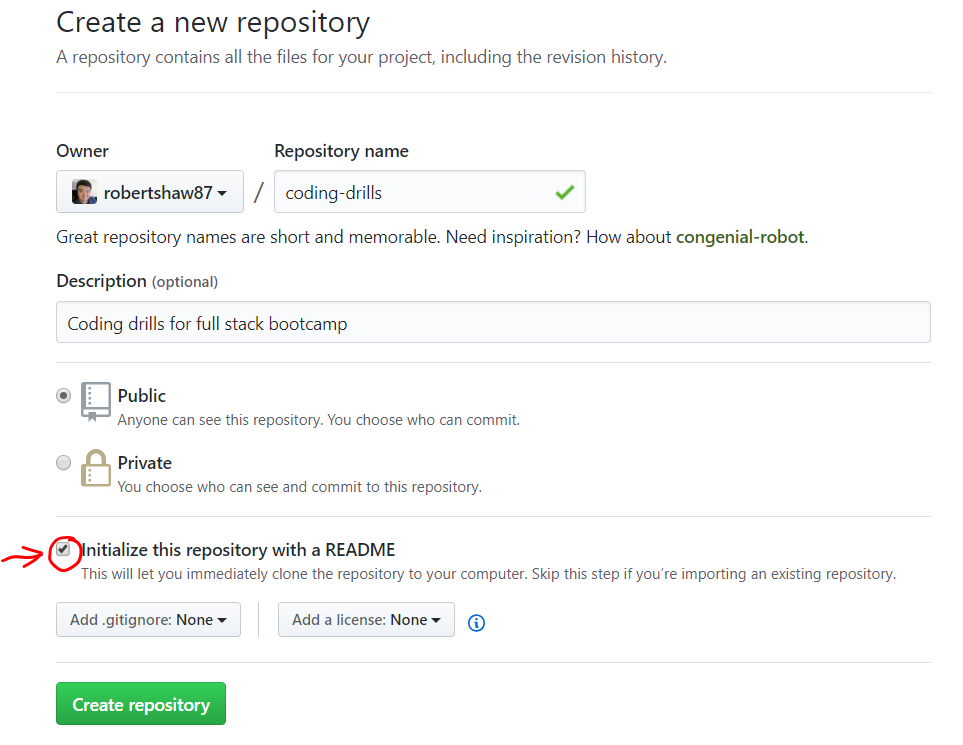 Create a new repository
A repository contains all the files for your project, including the revision history.
Owner
Repository name
robertshaw87
/
coding-drills
Great repository names are short and memorable. Need inspiration? How about congenial-robot.
Description (optional)
Coding drills for full stack bootcamp
Public
Anyone can see this repository. You choose who can commit.
Private
You choose who can see and commit to this repository.
Initialize this repository with a README
This will let you immediately clone the repository to your computer. Skip this step if you’re importing an existing repository.
Add .gitignore: None
Add a license: None
Create repository